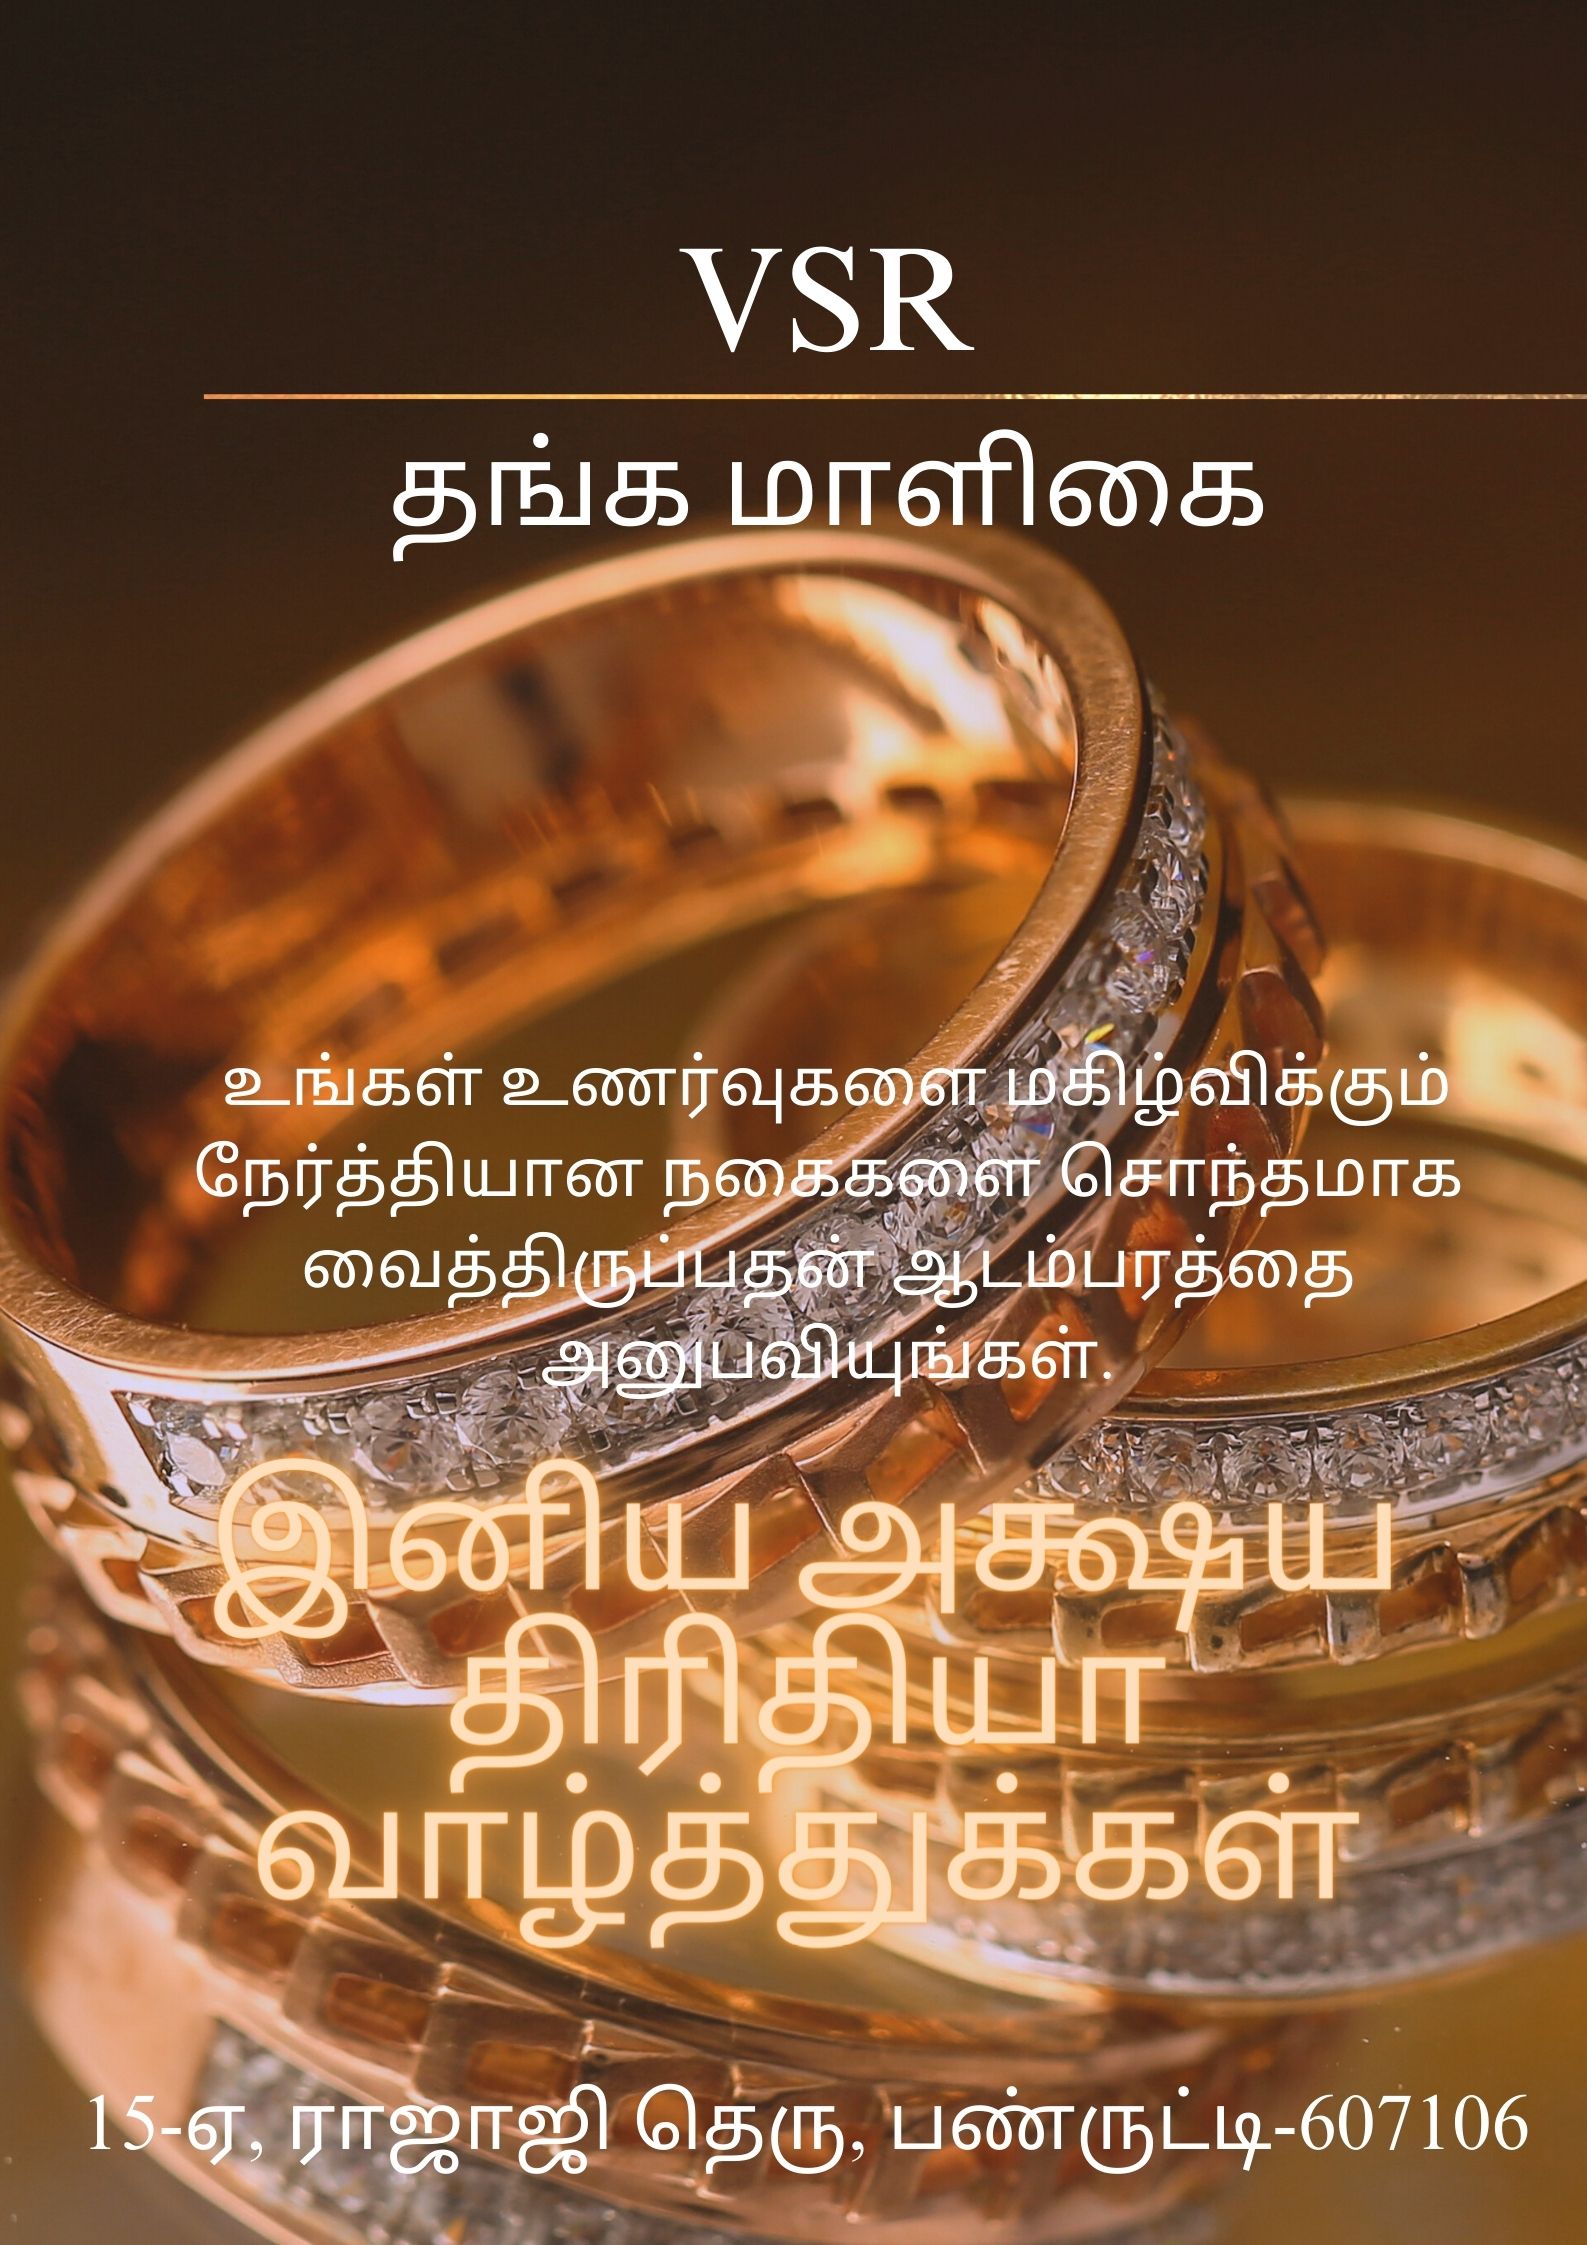 VSR
தங்க மாளிகை
உங்கள் உணர்வுகளை மகிழ்விக்கும்
நேர்த்தியான நகைகளை சொந்தமாக
வைத்திருப்பதன் ஆடம்பரத்தை
அனுபவியுங்கள்.
இனிய அக்ஷய
திரிதியா
வாழ்த்துக்கள்
15-ஏ, ராஜாஜி தெரு, பண்ருட்டி-607106